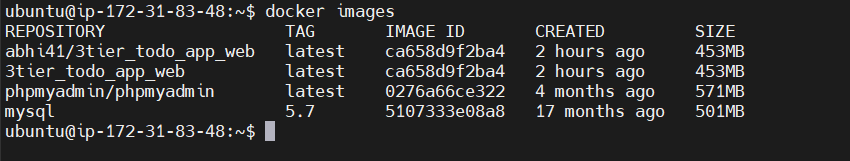 ubuntu@ip-172-31-83-48:~$ docker images
REPOSITORY TAG IMAGE ID CREATED SIZE
abhi41/3tier_todo_app_web latest ca658d9f2ba4 2 hours ago 453MB
3tier_todo_app_web latest ca658d9f2ba4 2 hours ago 453MB
phpmyadmin/phpmyadmin latest 0276a66ce322 4 months ago 571MB
mysql 5.7 5107333e08a8 17 months ago 501MB
ubuntu@ip-172-31-83-48:~$